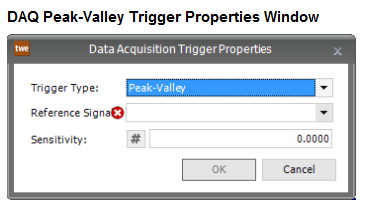 DAQ Peak-Valley Trigger Properties Window
twe Data Acquisition Trigger Properties x
Trigger Type: Peak-Valley
Reference Signa
Sensitivity: # 0.0000
OK Cancel